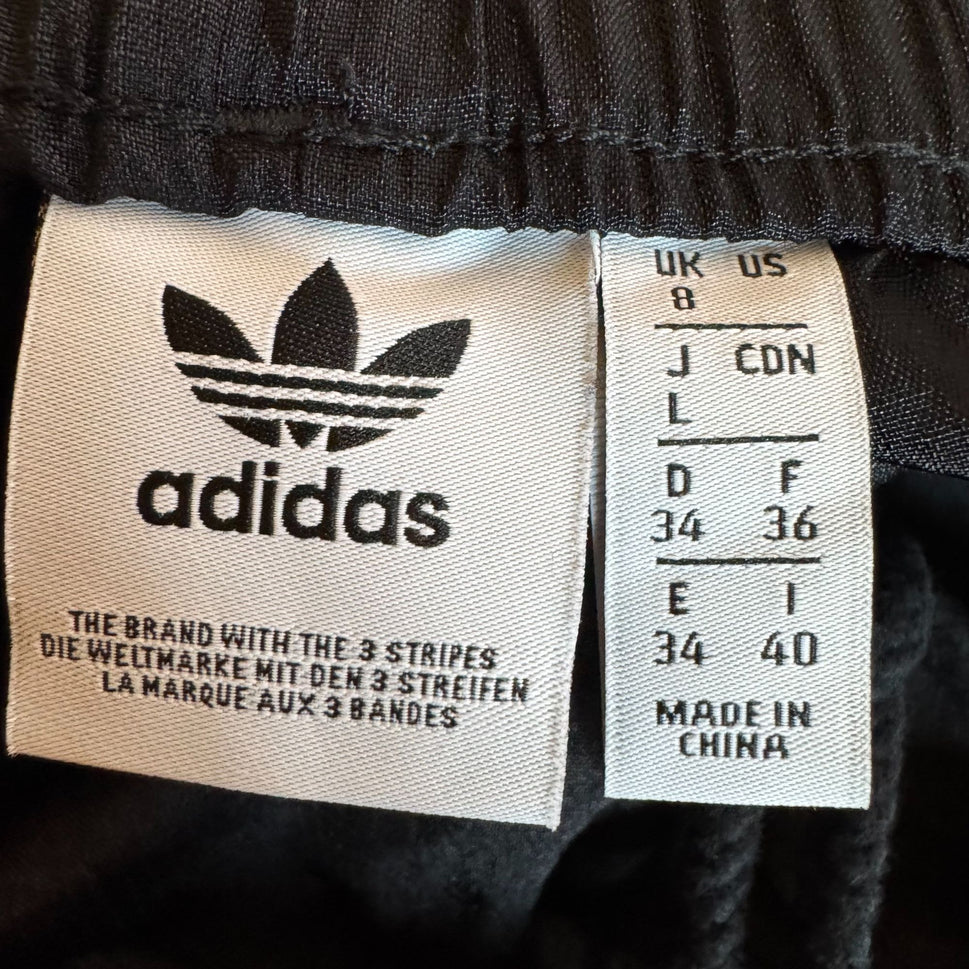 adidas
THE BRAND WITH THE 3 STRIPES
DIE WELTMARKE MIT DEN 3 STREIFEN
LA MARQUE AUX 3 BANDES
UK US
8
J CDN
L
D F
34 36
E I
34 40
MADE IN
CHINA